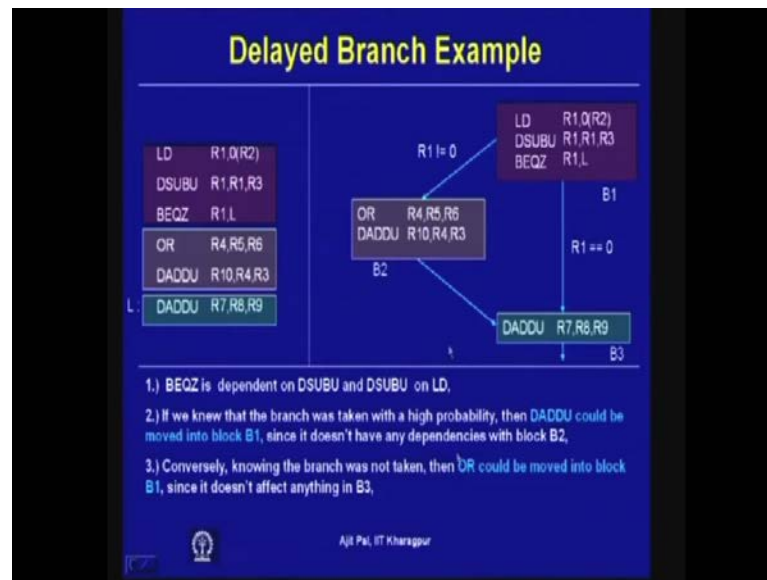 Delayed Branch Example
LD R1,0(R2)
DSUBU R1,R1,R3
BEQZ R1,L
OR R4,R5,R6
DADDU R10,R4,R3
L : DADDU R7,R8,R9
LD R1,0(R2)
DSUBU R1,R1,R3
BEQZ R1,L
B1
R1 != 0
OR R4,R5,R6
DADDU R10,R4,R3
B2
R1 == 0
DADDU R7,R8,R9
B3
1.) BEQZ is dependent on DSUBU and DSUBU on LD,
2.) If we knew that the branch was taken with a high probability, then DADDU could be
moved into block B1, since it doesn't have any dependencies with block B2,
3.) Conversely, knowing the branch was not taken, then OR could be moved into block
B1, since it doesn't affect anything in B3,
Ajit Pal, IIT Kharagpur